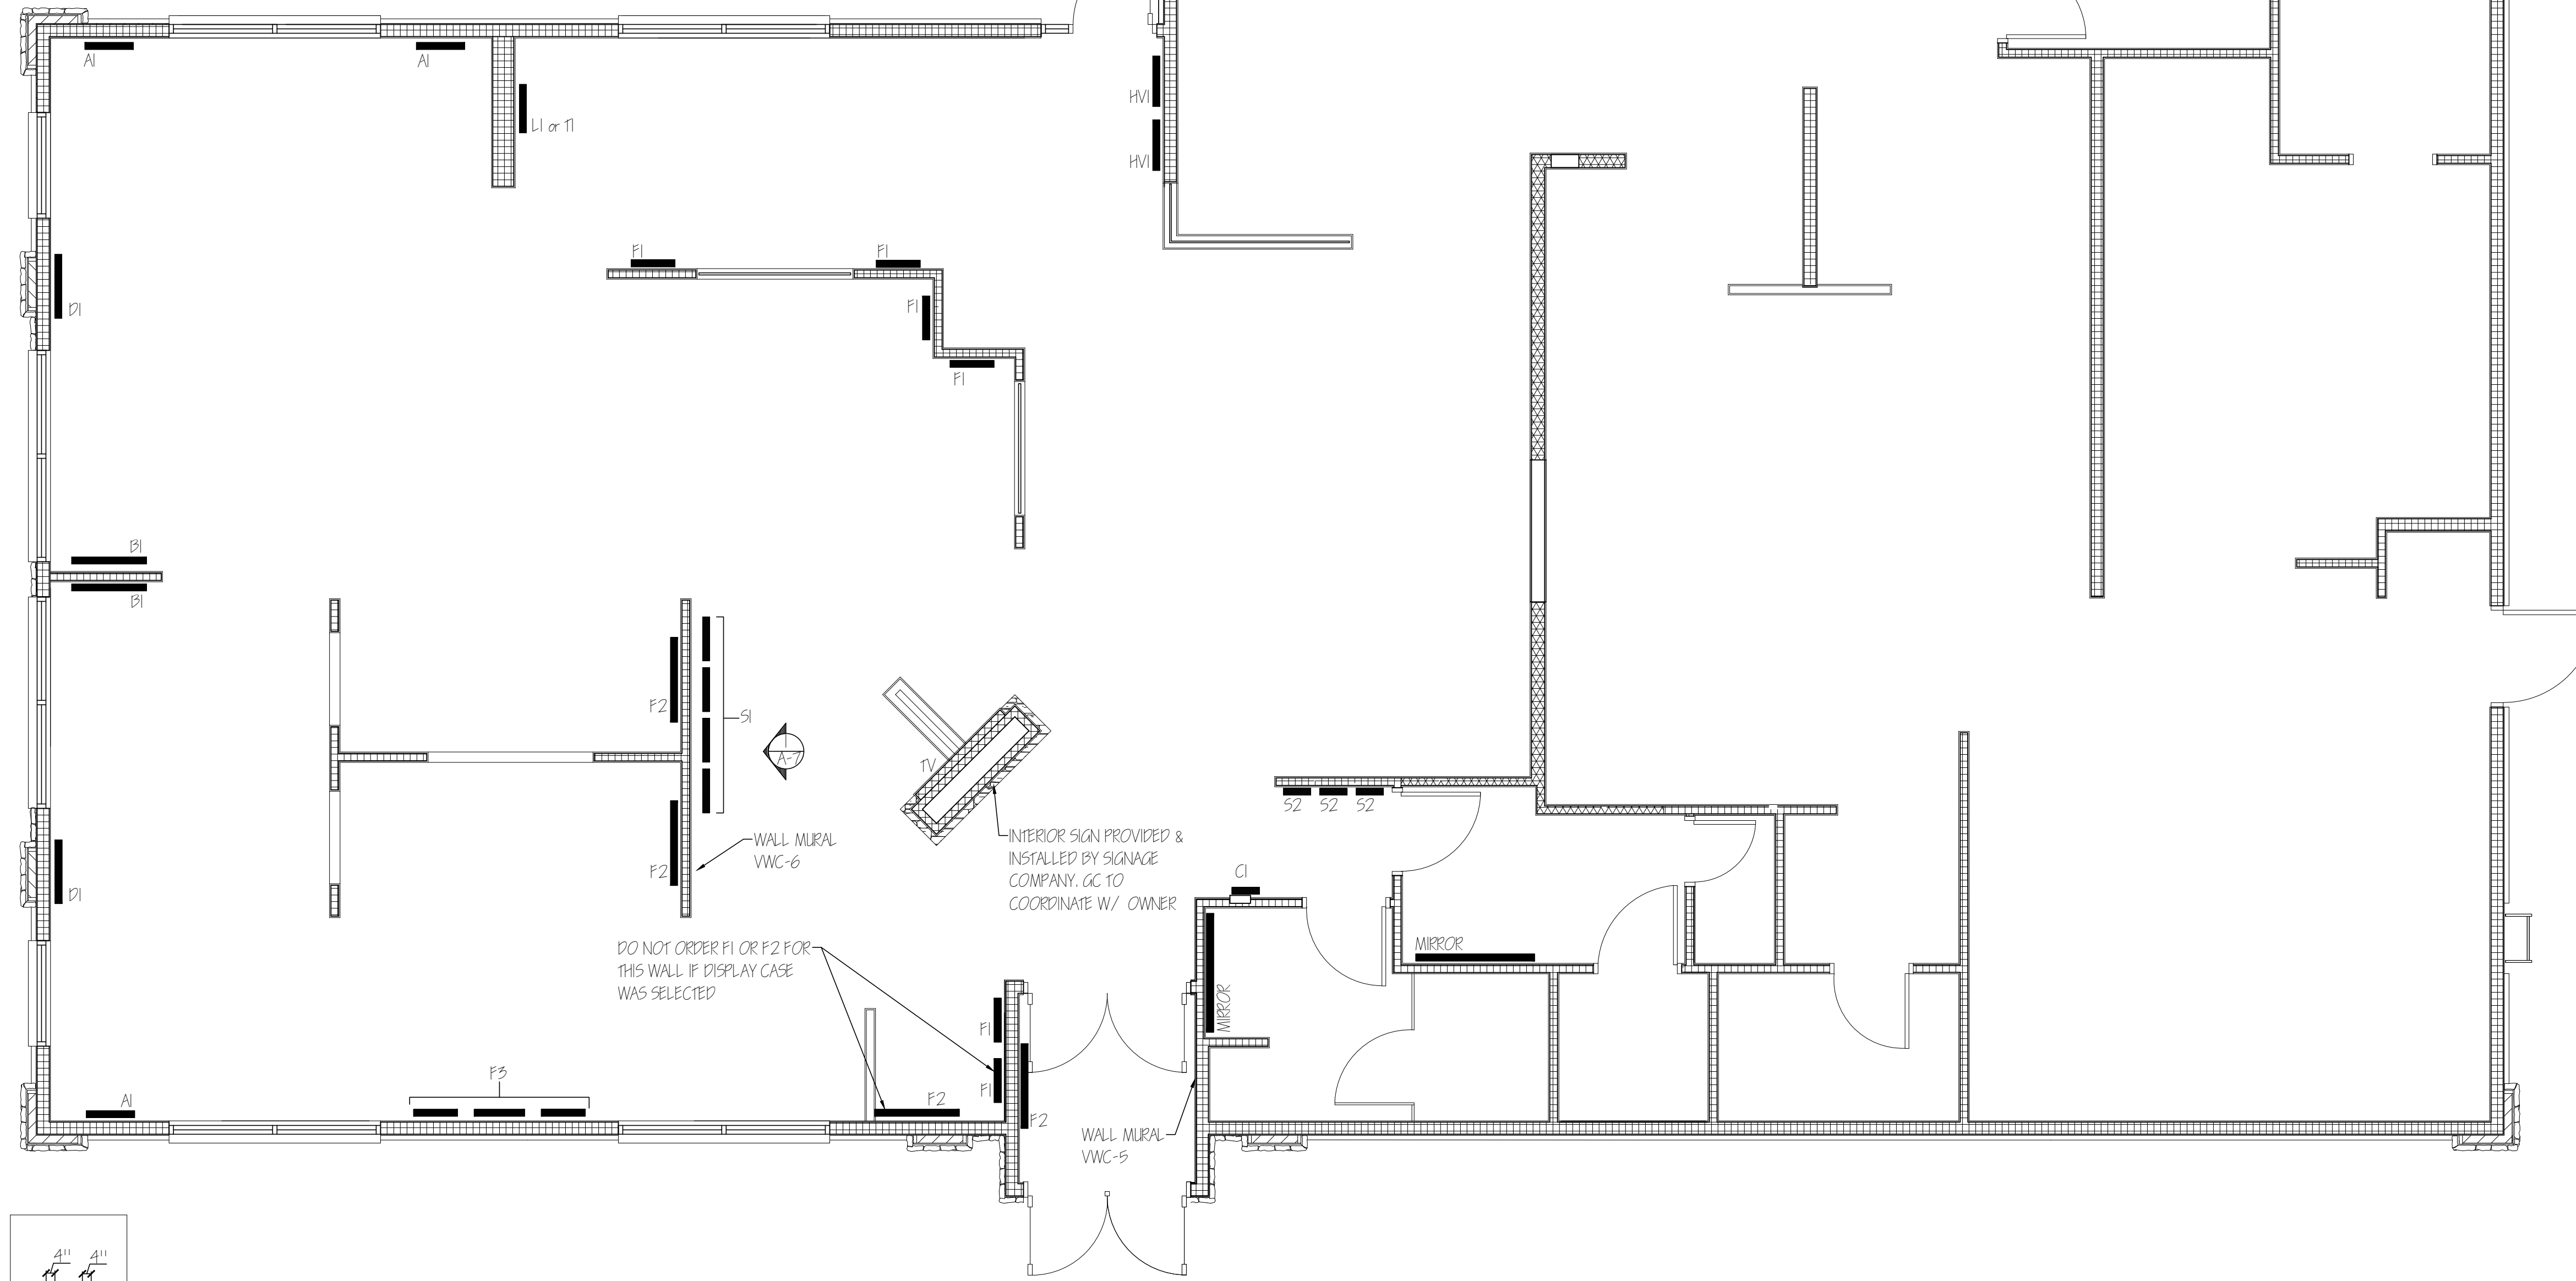 A1
A1
L1 or T1
HV1
HV1
F1
F1
D1
F1
F1
B1
B1
F2
S1
1
A-7
TV
S2
S2
S2
WALL MURAL
VWC-6
INTERIOR SIGN PROVIDED &
INSTALLED BY SIGNAGE
COMPANY. GC TO
COORDINATE W/ OWNER
F2
C1
D1
DO NOT ORDER F1 OR F2 FOR
THIS WALL IF DISPLAY CASE
WAS SELECTED
MIRROR
MIRROR
F1
F3
F1
A1
F2
F2
WALL MURAL
VWC-5
4"
4"